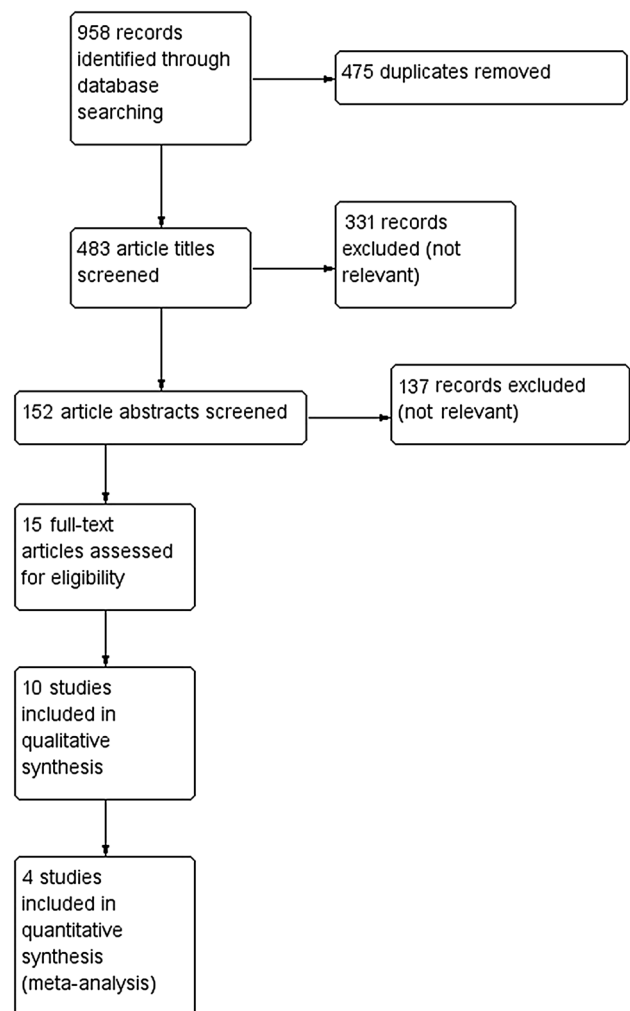 958 records
identified through
database
searching
475 duplicates removed
483 article titles
screened
331 records
excluded (not
relevant)
152 article abstracts screened
137 records excluded
(not relevant)
15 full-text
articles assessed
for eligibility
10 studies
included in
qualitative
synthesis
4 studies
included in
quantitative
synthesis
(meta-analysis)